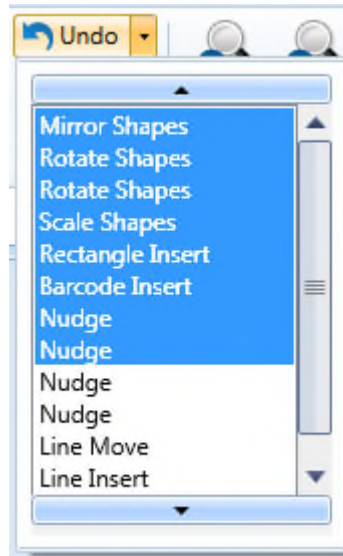 Undo
Mirror Shapes
Rotate Shapes
Rotate Shapes
Scale Shapes
Rectangle Insert
Barcode Insert
Nudge
Nudge
Nudge
Nudge
Line Move
Line Insert